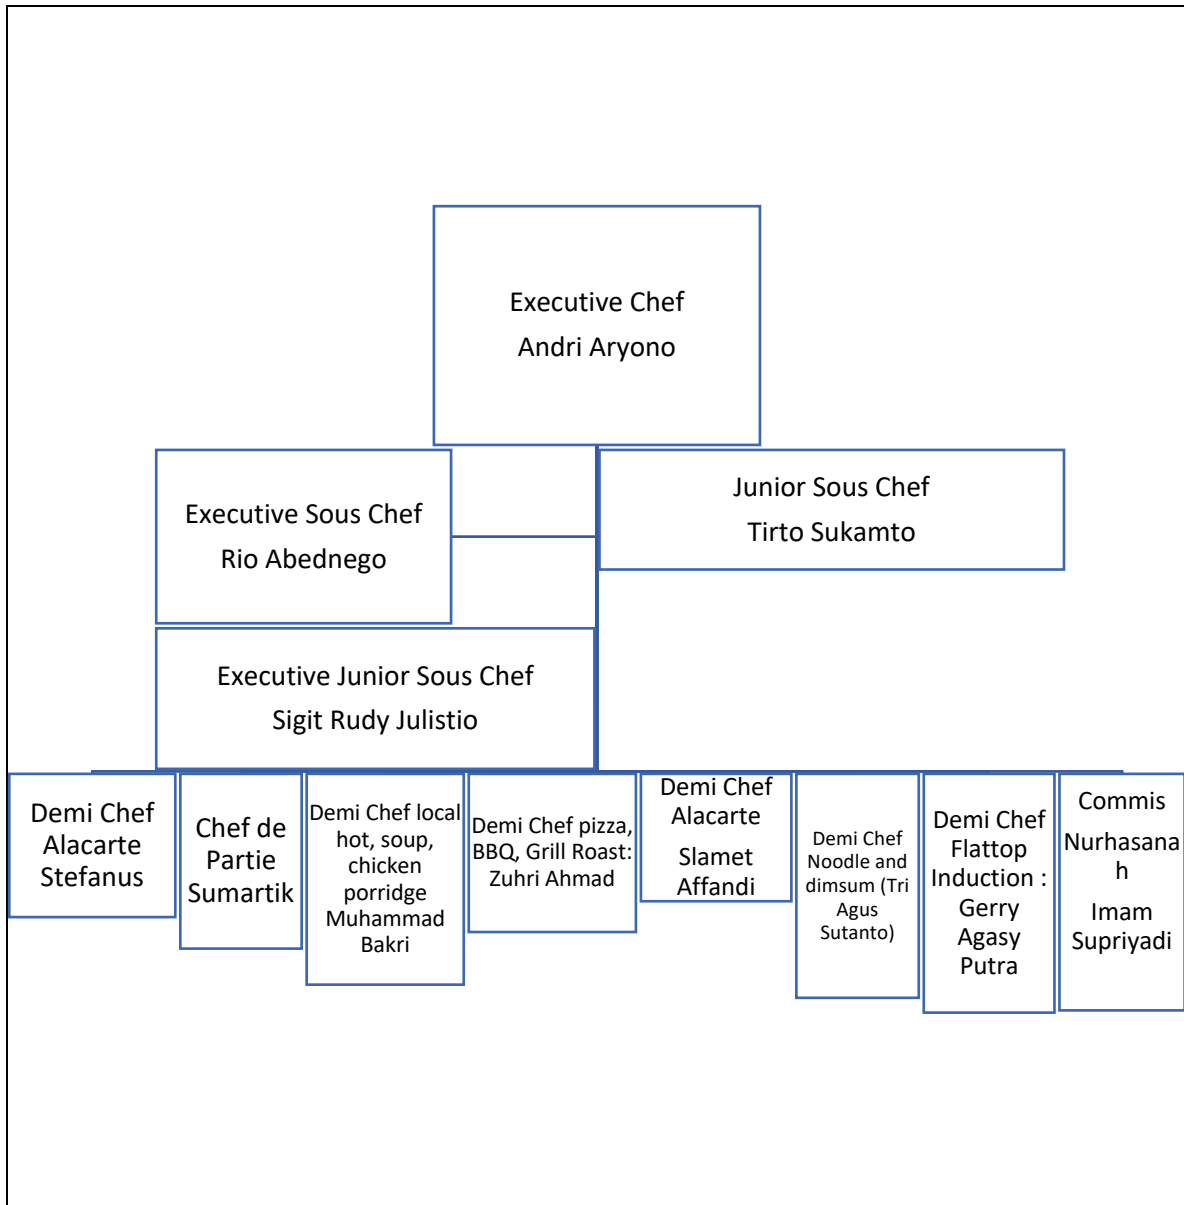 Executive Chef
Andri Aryono
Executive Sous Chef
Rio Abednego
Junior Sous Chef
Tirto Sukamto
Executive Junior Sous Chef
Sigit Rudy Julistio
Demi Chef
Alacarte
Stefanus
Chef de
Partie
Sumartik
Demi Chef local
hot, soup,
chicken
porridge
Muhammad
Bakri
Demi Chef pizza,
BBQ, Grill Roast:
Zuhri Ahmad
Demi Chef
Alacarte
Slamet
Affandi
Demi Chef
Noodle and
dimsum (Tri
Agus
Sutanto)
Demi Chef
Flattop
Induction :
Gerry
Agasy
Putra
Commis
Nurhasana
h
Imam
Supriyadi